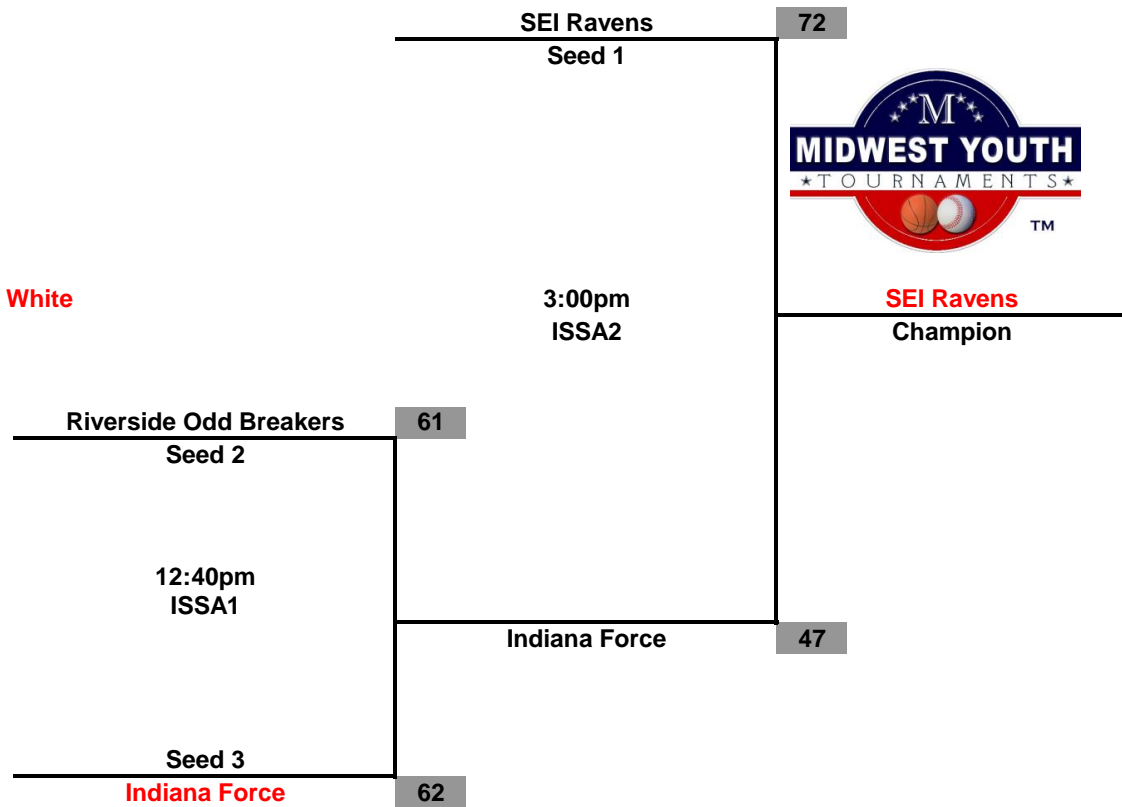 SEI Ravens 72
Seed 1
M
MIDWEST YOUTH
TOURNAMENTS
TM
White 3:00pm SEI Ravens
ISSA2 Champion
Riverside Odd Breakers 61
Seed 2
12:40pm
ISSA1
Indiana Force 47
Seed 3
Indiana Force 62